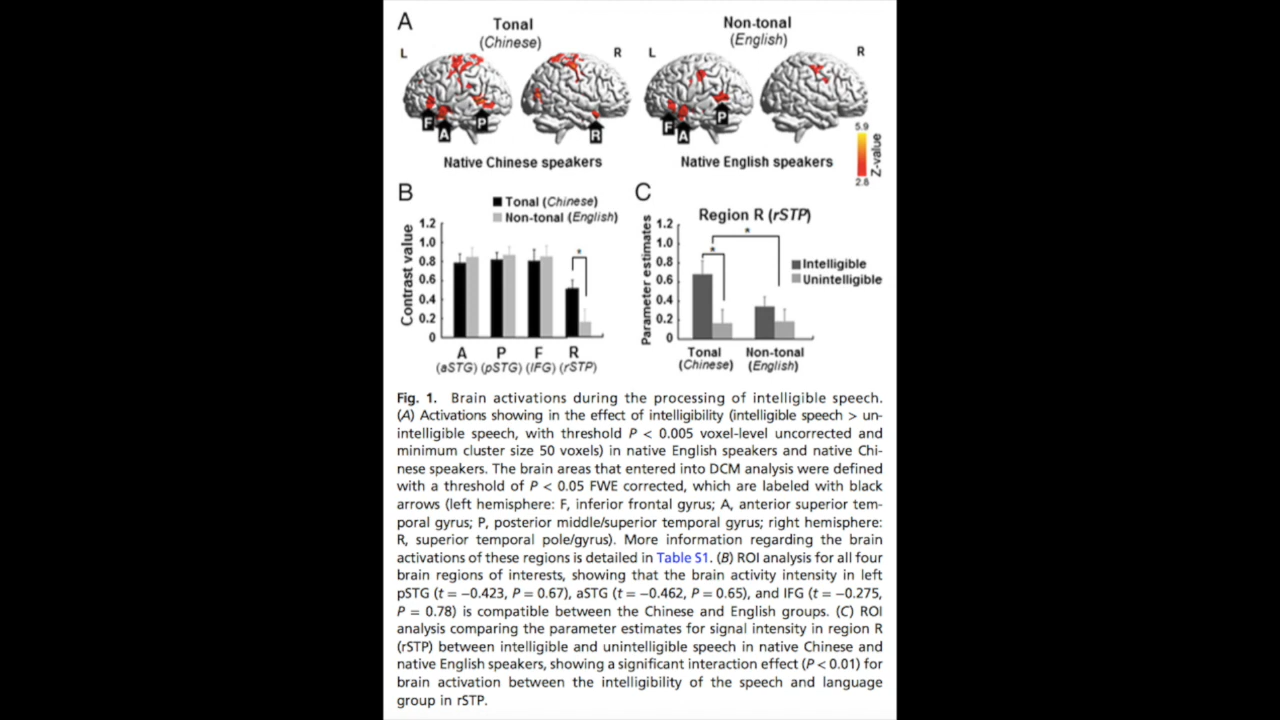 A
Tonal
(Chinese)
Non-tonal
(English)
L
R
L
R
F
A
P
R
F
A
P
5.9
2.8
Z-value
Native Chinese speakers
Native English speakers
B
Tonal (Chinese)
Non-tonal (English)
Contrast value
1.2
1.0
0.8
0.6
0.4
0.2
0
*
A
P
F
R
(aSTG) (pSTG) (IFG) (rSTP)
C
Region R (rSTP)
Parameter estimates
1.2
1.0
0.8
0.6
0.4
0.2
0
*
*
Intelligible
Unintelligible
Tonal
(Chinese)
Non-tonal
(English)
Fig. 1. Brain activations during the processing of intelligible speech.
(A) Activations showing in the effect of intelligibility (intelligible speech > un-
intelligible speech, with threshold P < 0.005 voxel-level uncorrected and
minimum cluster size 50 voxels) in native English speakers and native Chi-
nese speakers. The brain areas that entered into DCM analysis were defined
with a threshold of P < 0.05 FWE corrected, which are labeled with black
arrows (left hemisphere: F, inferior frontal gyrus; A, anterior superior tem-
poral gyrus; P, posterior middle/superior temporal gyrus; right hemisphere:
R, superior temporal pole/gyrus). More information regarding the brain
activations of these regions is detailed in Table S1. (B) ROI analysis for all four
brain regions of interests, showing that the brain activity intensity in left
pSTG (t = −0.423, P = 0.67), aSTG (t = −0.462, P = 0.65), and IFG (t = −0.275,
P = 0.78) is compatible between the Chinese and English groups. (C) ROI
analysis comparing the parameter estimates for signal intensity in region R
(rSTP) between intelligible and unintelligible speech in native Chinese and
native English speakers, showing a significant interaction effect (P < 0.01) for
brain activation between the intelligibility of the speech and language
group in rSTP.